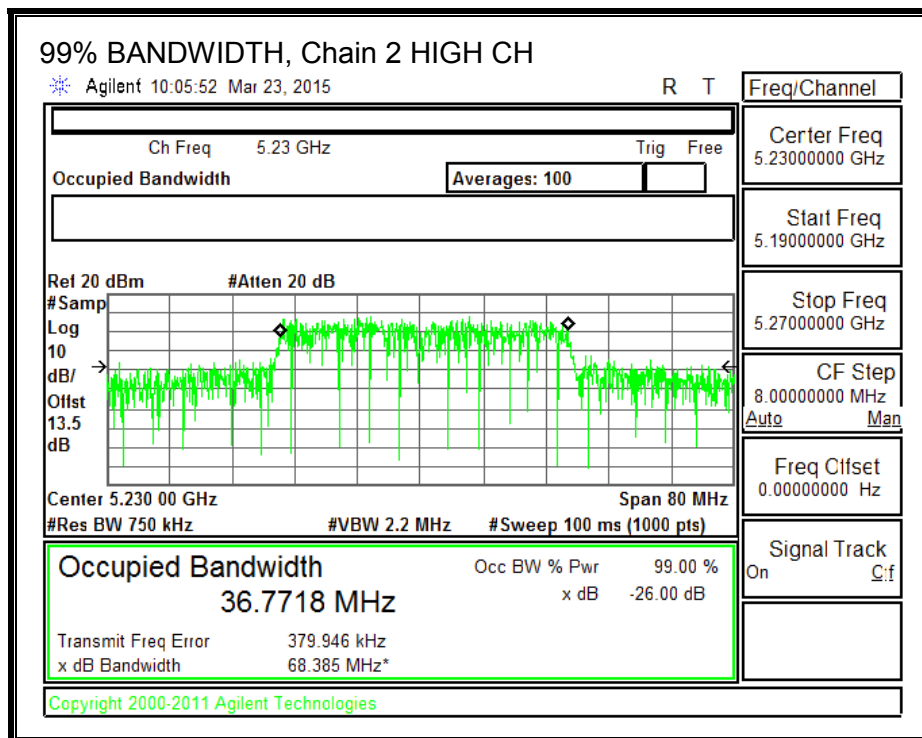 99% BANDWIDTH, Chain 2 HIGH CH
Agilent 10:05:52 Mar 23, 2015 R T
Freq/Channel
Ch Freq 5.23 GHz Trig Free
Occupied Bandwidth Averages: 100
Center Freq
5.23000000 GHz
Start Freq
5.19000000 GHz
Stop Freq
5.27000000 GHz
CF Step
8.00000000 MHz
Auto Man
Freq Offset
0.00000000 Hz
Signal Track
On Off
Ref 20 dBm #Atten 20 dB
#Samp
Log
10
dB/
Offst
13.5
dB
Center 5.230 00 GHz Span 80 MHz
#Res BW 750 kHz #VBW 2.2 MHz #Sweep 100 ms (1000 pts)
Occupied Bandwidth Occ BW % Pwr 99.00 %
36.7718 MHz x dB -26.00 dB
Transmit Freq Error 379.946 kHz
x dB Bandwidth 68.385 MHz*
Copyright 2000-2011 Agilent Technologies